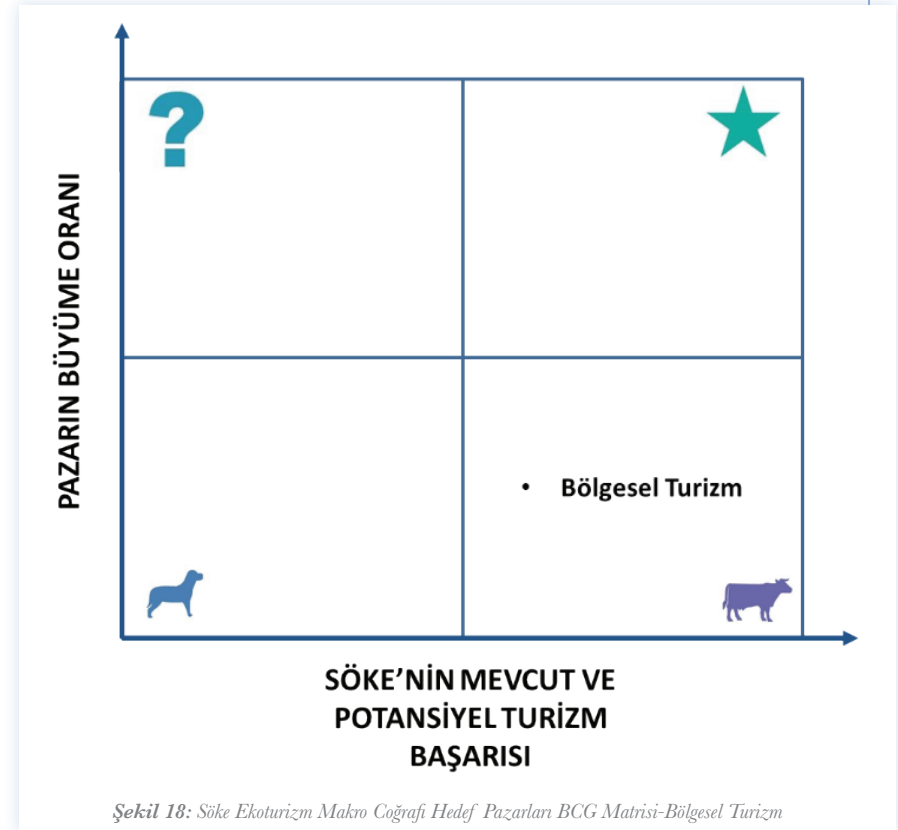 ?
PAZARIN BÜYÜME ORANI
• Bölgesel Turizm
SÖKE’NİN MEVCUT VE
POTANSİYEL TURİZM
BAŞARISI
Şekil 18: Söke Ekoturizm Makro Coğrafi Hedef Pazarları BCG Matrisi-Bölgesel Turizm